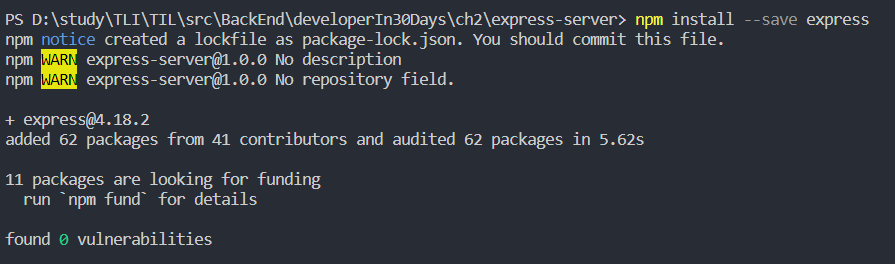 PS D:\study\TLI\TIL\src\BackEnd\developerIn30Days\ch2\express-server> npm install --save express
npm notice created a lockfile as package-lock.json. You should commit this file.
npm WARN express-server@1.0.0 No description
npm WARN express-server@1.0.0 No repository field.
+ express@4.18.2
added 62 packages from 41 contributors and audited 62 packages in 5.62s
11 packages are looking for funding
run `npm fund` for details
found 0 vulnerabilities